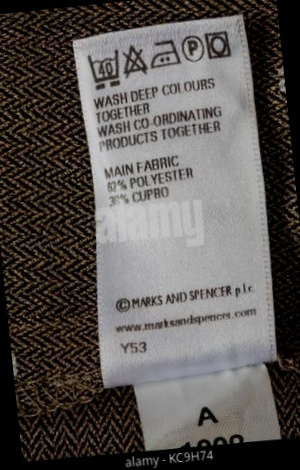 40 P
WASH DEEP COLOURS
TOGETHER
WASH CO-ORDINATING
PRODUCTS TOGETHER
MAIN FABRIC
62% POLYESTER
38% CUPRO
alamy
©MARKS AND SPENCER p.l.c.
www.marksandspencer.com
Y53
A
alamy - KC9H74